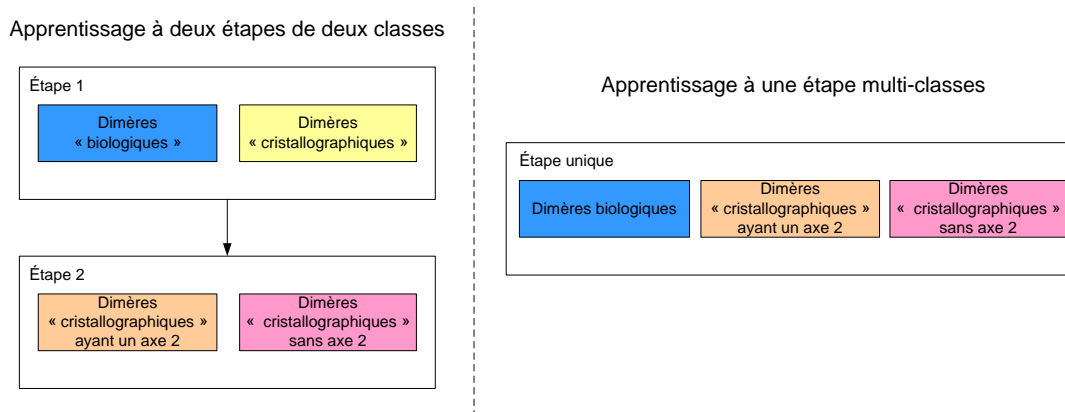 Apprentissage à deux étapes de deux classes
Étape 1
Dimères
« biologiques »
Dimères
« cristallographiques »
Étape 2
Dimères
« cristallographiques »
ayant un axe 2
Dimères
« cristallographiques »
sans axe 2
Apprentissage à une étape multi-classes
Étape unique
Dimères biologiques
Dimères
« cristallographiques »
ayant un axe 2
Dimères
« cristallographiques »
sans axe 2